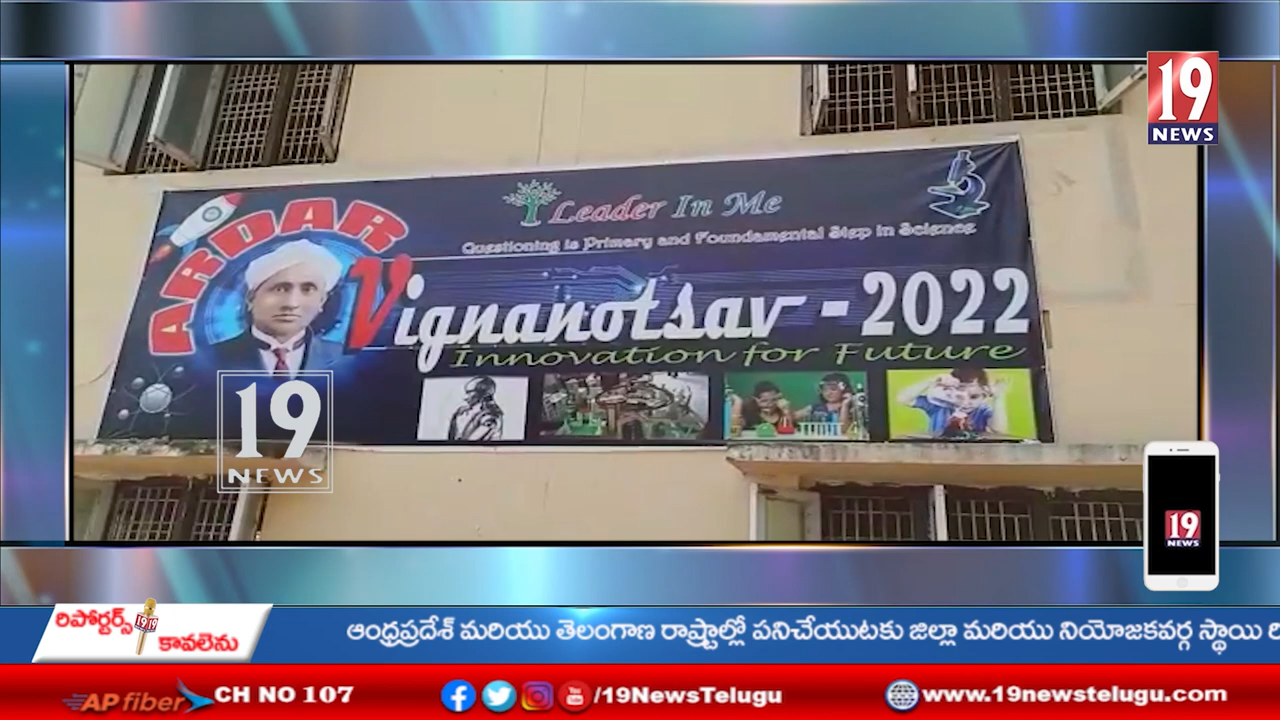 19
NEWS
ARDAR
Leader In Me
Questioning is Primary and Foundamental Step in Science
Vignanotsav - 2022
Innovation for Future
19
NEWS
19
NEWS
రిపోర్టర్స్
19 19
కావలెను
ఆంధ్రప్రదేశ్ మరియు తెలంగాణ రాష్ట్రాల్లో పనిచేయుటకు జిల్లా మరియు నియోజకవర్గ స్థాయి రి
AP fiber CH NO 107
/19NewsTelugu
www.19newstelugu.com